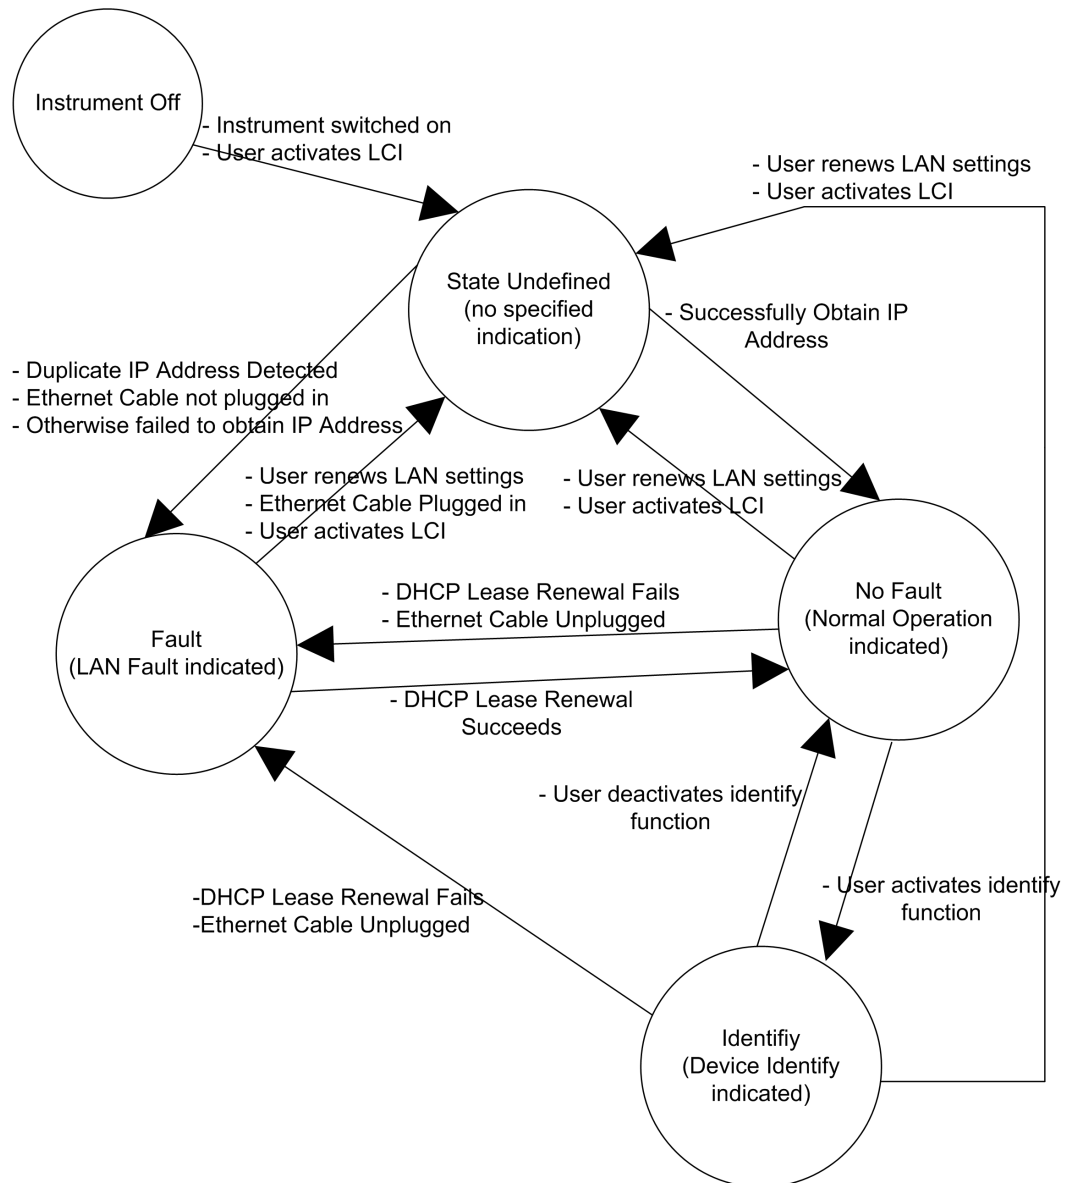 Instrument Off
- Instrument switched on
- User activates LCI
- User renews LAN settings
- User activates LCI
State Undefined
(no specified
indication)
- Successfully Obtain IP
Address
- Duplicate IP Address Detected
- Ethernet Cable not plugged in
- Otherwise failed to obtain IP Address
- User renews LAN settings
- Ethernet Cable Plugged in
- User activates LCI
- User renews LAN settings
- User activates LCI
- DHCP Lease Renewal Fails
- Ethernet Cable Unplugged
No Fault
(Normal Operation
indicated)
Fault
(LAN Fault indicated)
- DHCP Lease Renewal
Succeeds
- User deactivates identify
function
- User activates identify
function
-DHCP Lease Renewal Fails
-Ethernet Cable Unplugged
Identifiy
(Device Identify
indicated)